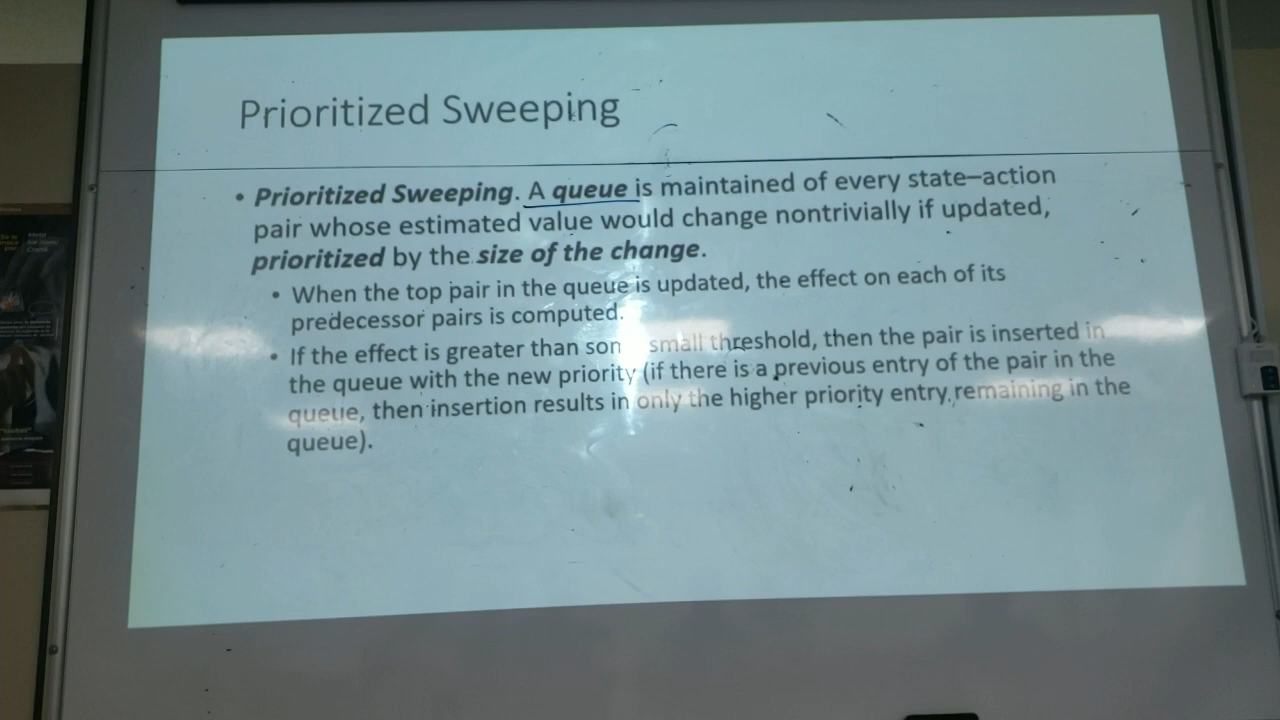 Prioritized Sweeping
• Prioritized Sweeping. A queue is maintained of every state–action
pair whose estimated value would change nontrivially if updated,
prioritized by the size of the change.
• When the top pair in the queue is updated, the effect on each of its
predecessor pairs is computed.
• If the effect is greater than small threshold, then the pair is inserted in
the queue with the new priority (if there is a previous entry of the pair in the
queue, then insertion results in only the higher priority entry remaining in the
queue).